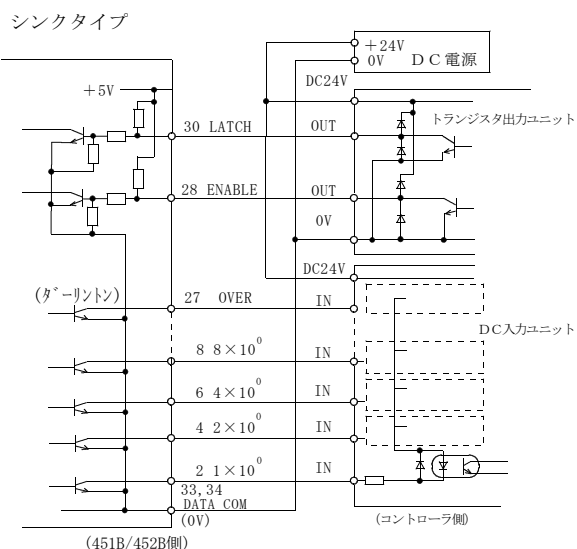 シンクタイプ
+24V
0V DC電源
DC24V
+5V
トランジスタ出力ユニット
30 LATCH OUT
28 ENABLE OUT
0V
DC24V
(ダーリントン)
27 OVER IN
DC入力ユニット
8 8×10⁰ IN
6 4×10⁰ IN
4 2×10⁰ IN
2 1×10⁰ IN
33,34
DATA COM
(0V)
(コントローラ側)
(451B/452B側)